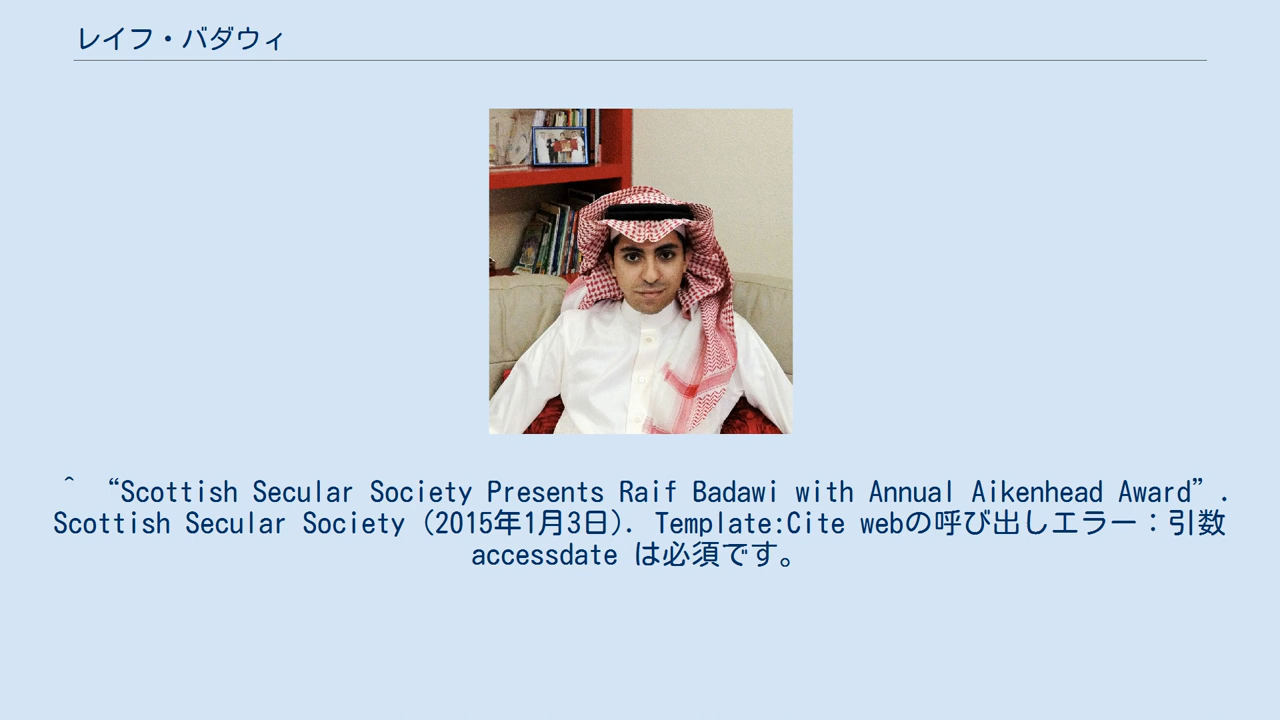 レイフ・バダウィ
^ “Scottish Secular Society Presents Raif Badawi with Annual Aikenhead Award”.
Scottish Secular Society (2015年1月3日). Template:Cite webの呼び出しエラー：引数
accessdate は必須です。